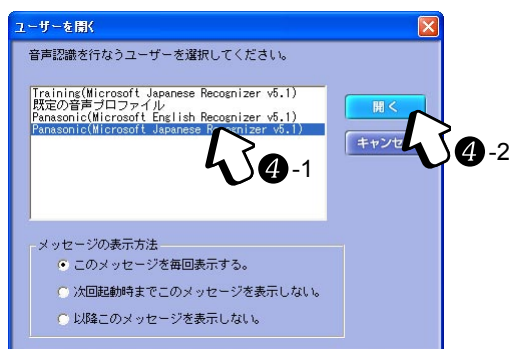 ユーザーを開く
音声認識を行なうユーザーを選択してください。
Training(Microsoft Japanese Recognizer v5.1)
既定の音声プロファイル
Panasonic(Microsoft English Recognizer v5.1)
Panasonic(Microsoft Japanese Recognizer v5.1)
開く
キャンセ
❹-1
❹-2
メッセージの表示方法
このメッセージを毎回表示する。
次回起動時までこのメッセージを表示しない。
以降このメッセージを表示しない。